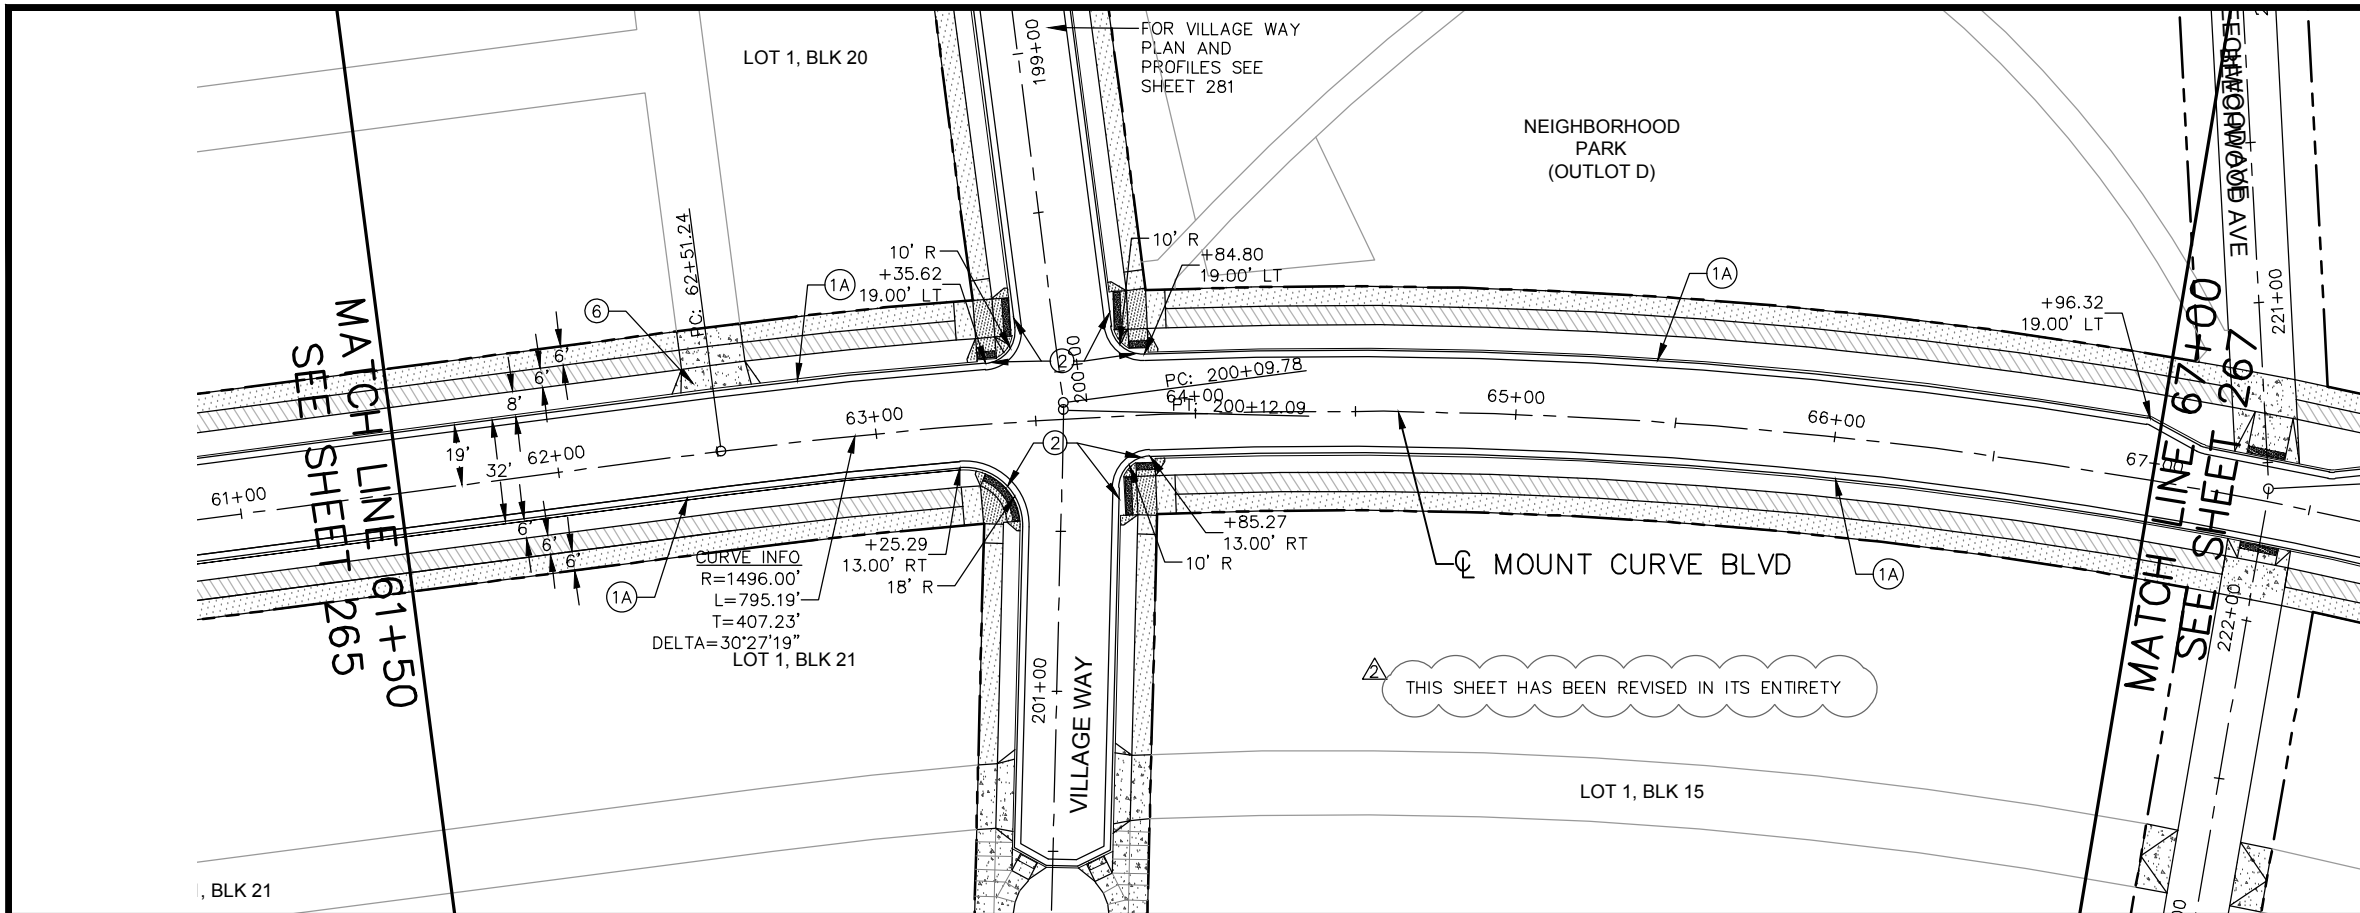 LOT 1, BLK 20
199+00
FOR VILLAGE WAY
PLAN AND
PROFILES SEE
SHEET 281
NEIGHBORHOOD
PARK
(OUTLOT D)
BEECHWOOD AVE
BEECHWOOD AVE
221+00
PC: 62+51.24
10' R
+35.62
19.00' LT
10' R
+84.80
19.00' LT
1A
1A
6
+96.32
19.00' LT
MATCH LINE 61+50
SEE SHEET 265
6'
6'
8'
19'
32'
6'
6'
6'
61+00
62+00
63+00
2
200+00
PC: 200+09.78
64+00
PT: 200+12.09
65+00
66+00
67+00
MATCH LINE 67+00
SEE SHEET 267
2
+25.29
13.00' RT
18' R
+85.27
13.00' RT
10' R
℄ MOUNT CURVE BLVD
1A
1A
CURVE INFO
R=1496.00'
L=795.19'
T=407.23'
DELTA=30°27'19"
LOT 1, BLK 21
222+00
201+00
VILLAGE WAY
2
THIS SHEET HAS BEEN REVISED IN ITS ENTIRETY
LOT 1, BLK 15
, BLK 21